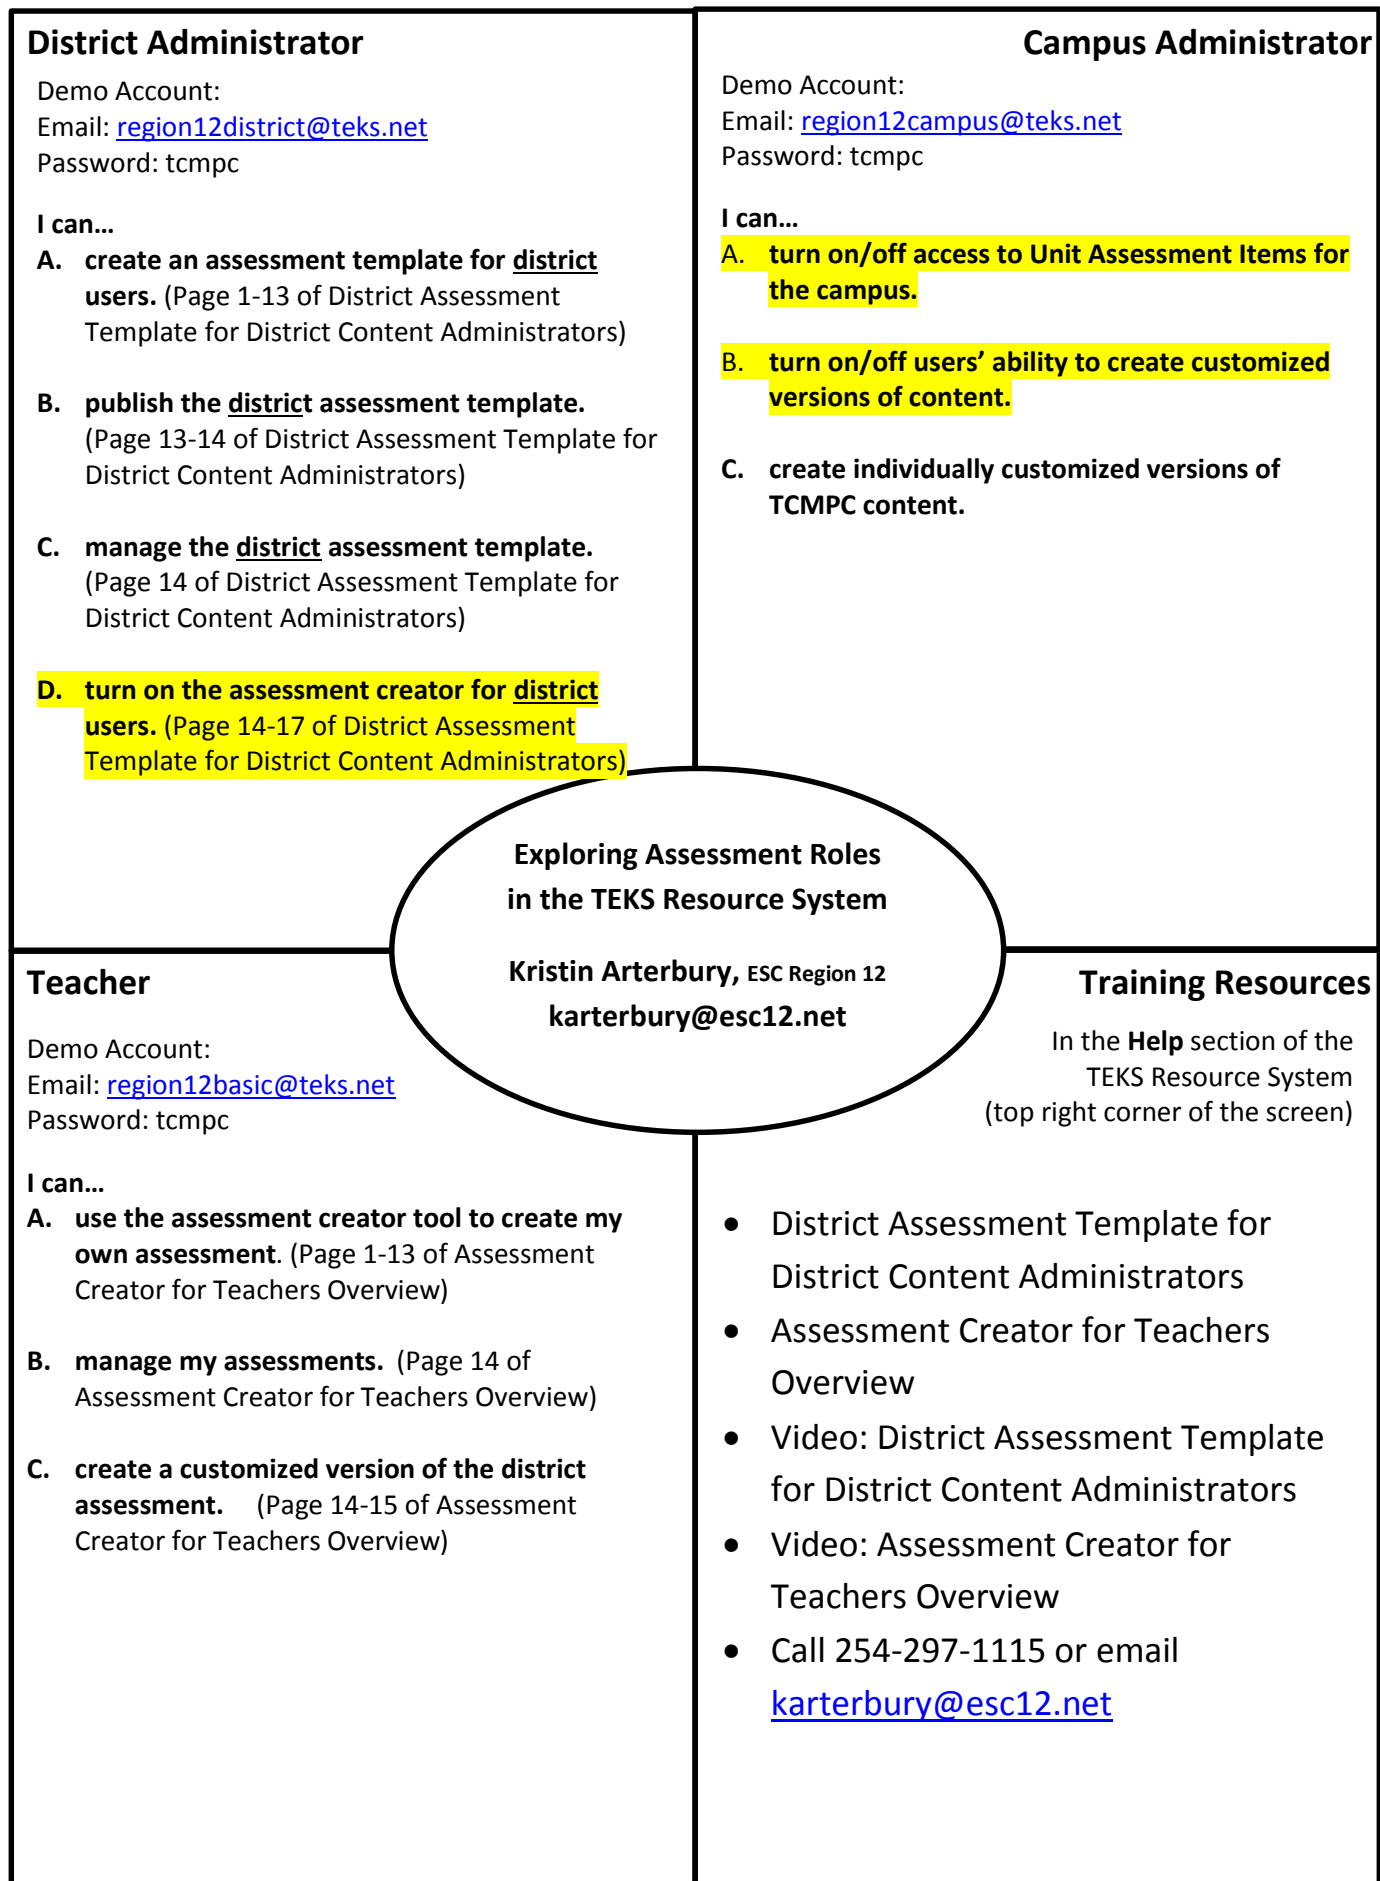 District Administrator
Demo Account:
Email: region12district@teks.net
Password: tcmpc
I can…
A. create an assessment template for district
users. (Page 1-13 of District Assessment
Template for District Content Administrators)
B. publish the district assessment template.
(Page 13-14 of District Assessment Template for
District Content Administrators)
C. manage the district assessment template.
(Page 14 of District Assessment Template for
District Content Administrators)
D. turn on the assessment creator for district
users. (Page 14-17 of District Assessment
Template for District Content Administrators)
Campus Administrator
Demo Account:
Email: region12campus@teks.net
Password: tcmpc
I can…
A. turn on/off access to Unit Assessment Items for
the campus.
B. turn on/off users’ ability to create customized
versions of content.
C. create individually customized versions of
TCMPC content.
Exploring Assessment Roles
in the TEKS Resource System
Kristin Arterbury, ESC Region 12
karterbury@esc12.net
Teacher
Demo Account:
Email: region12basic@teks.net
Password: tcmpc
I can…
A. use the assessment creator tool to create my
own assessment. (Page 1-13 of Assessment
Creator for Teachers Overview)
B. manage my assessments. (Page 14 of
Assessment Creator for Teachers Overview)
C. create a customized version of the district
assessment. (Page 14-15 of Assessment
Creator for Teachers Overview)
Training Resources
In the Help section of the
TEKS Resource System
(top right corner of the screen)
• District Assessment Template for
District Content Administrators
• Assessment Creator for Teachers
Overview
• Video: District Assessment Template
for District Content Administrators
• Video: Assessment Creator for
Teachers Overview
• Call 254-297-1115 or email
karterbury@esc12.net